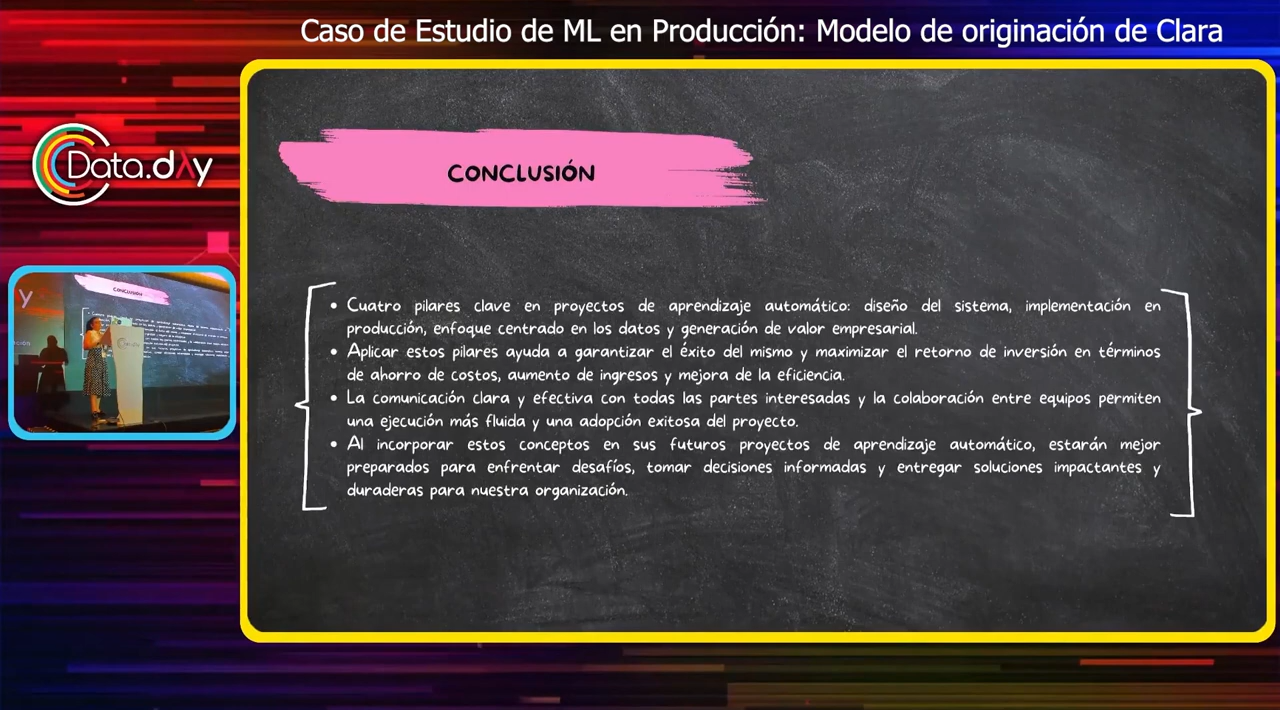 Caso de Estudio de ML en Producción: Modelo de originación de Clara
Data.dλy
CONCLUSIÓN
• Cuatro pilares clave en proyectos de aprendizaje automático: diseño del sistema, implementación en
producción, enfoque centrado en los datos y generación de valor empresarial.
• Aplicar estos pilares ayuda a garantizar el éxito del mismo y maximizar el retorno de inversión en términos
de ahorro de costos, aumento de ingresos y mejora de la eficiencia.
• La comunicación clara y efectiva con todas las partes interesadas y la colaboración entre equipos permiten
una ejecución más fluida y una adopción exitosa del proyecto.
• Al incorporar estos conceptos en sus futuros proyectos de aprendizaje automático, estarán mejor
preparados para enfrentar desafíos, tomar decisiones informadas y entregar soluciones impactantes y
duraderas para nuestra organización.
Y
CONCLUSIÓN